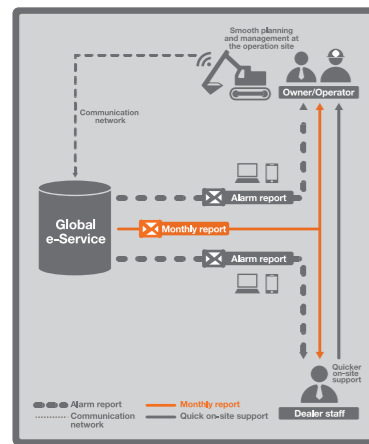 Smooth planning
and management at
the operation site
Owner/Operator
Communication
network
Alarm report
Global
e-Service
Monthly report
Alarm report
Quicker
on-site
support
Dealer staff
Alarm report
Monthly report
Communication
network
Quick on-site support